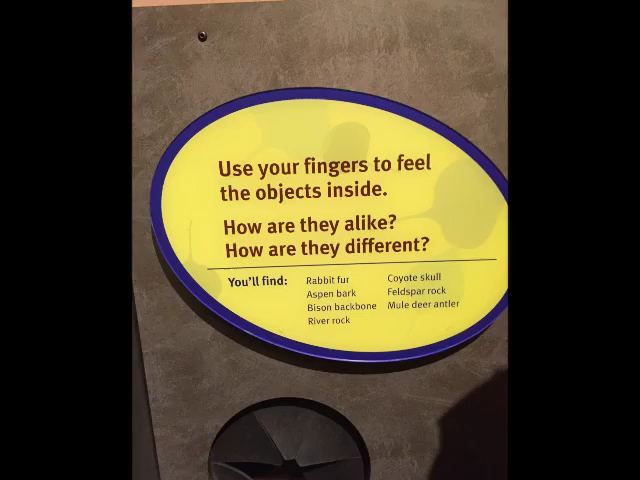 Use your fingers to feel
the objects inside.
How are they alike?
How are they different?
You'll find:
Rabbit fur
Aspen bark
Bison backbone
River rock
Coyote skull
Feldspar rock
Mule deer antler